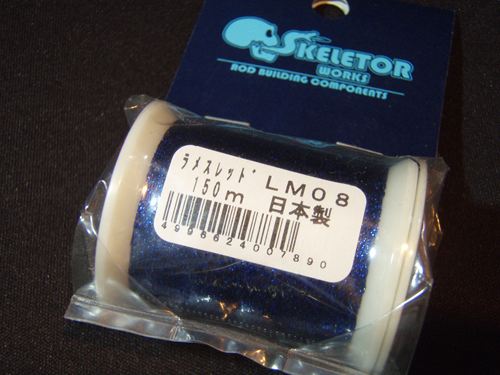 SKELETOR
WORKS
ROD BUILDING COMPONENTS
ラメスレッド LM08
150m 日本製
4996624007890